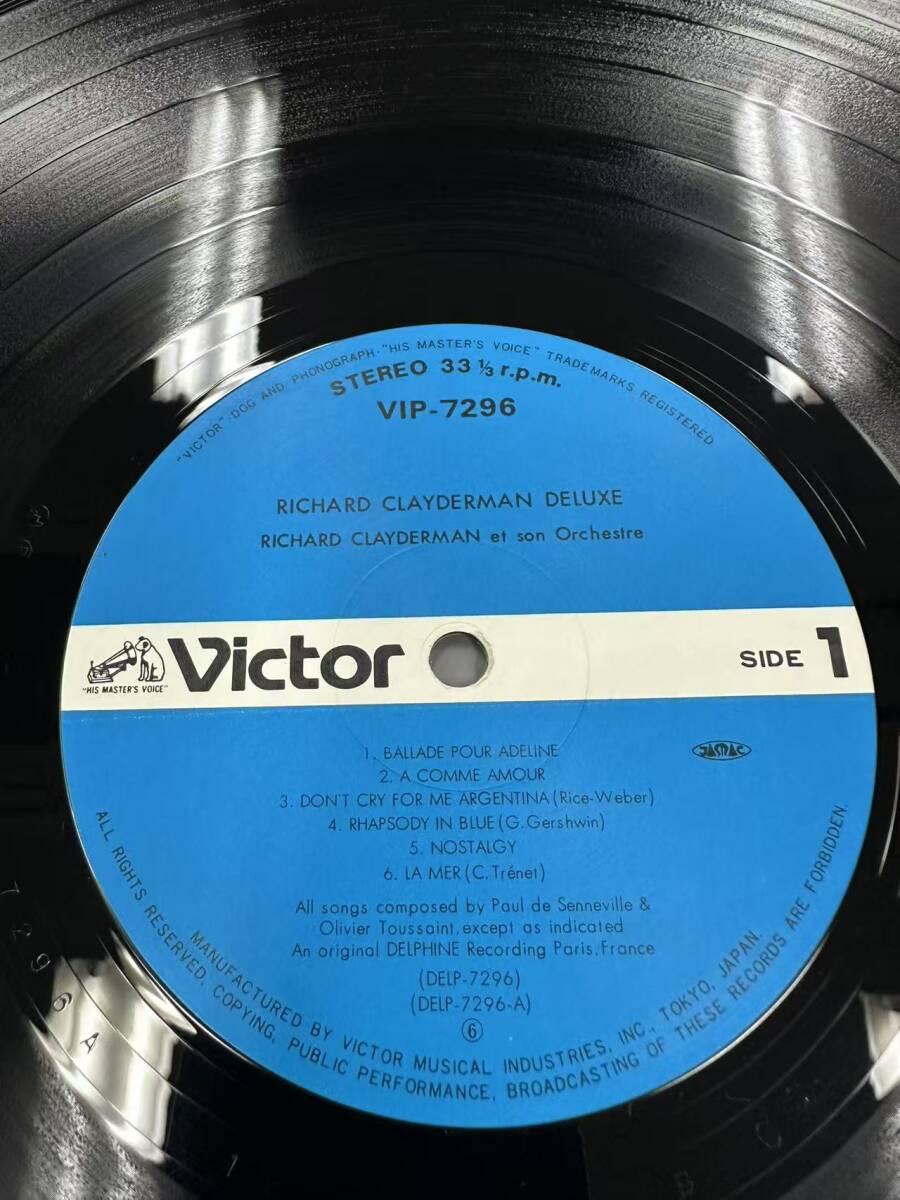 "VICTOR"·DOG AND PHONOGRAPH·"HIS MASTER'S VOICE" TRADEMARKS REGISTERED
STEREO 33 ⅓ r.p.m.
VIP-7296
RICHARD CLAYDERMAN DELUXE
RICHARD CLAYDERMAN et son Orchestre
"HIS MASTER'S VOICE"
Victor
SIDE 1
1. BALLADE POUR ADELINE
JASRAC
2. A COMME AMOUR
3. DON'T CRY FOR ME ARGENTINA (Rice-Weber)
4. RHAPSODY IN BLUE (G. Gershwin)
5. NOSTALGY
6. LA MER (C. Trénet)
All songs composed by Paul de Senneville &
Olivier Toussaint, except as indicated
An original DELPHINE Recording Paris, France
(DELP-7296)
(DELP-7296-A)
⑥
MANUFACTURED BY VICTOR MUSICAL INDUSTRIES, INC., TOKYO, JAPAN.
ALL RIGHTS RESERVED, COPYING, PUBLIC PERFORMANCE, BROADCASTING OF THESE RECORDS ARE FORBIDDEN.
7296A